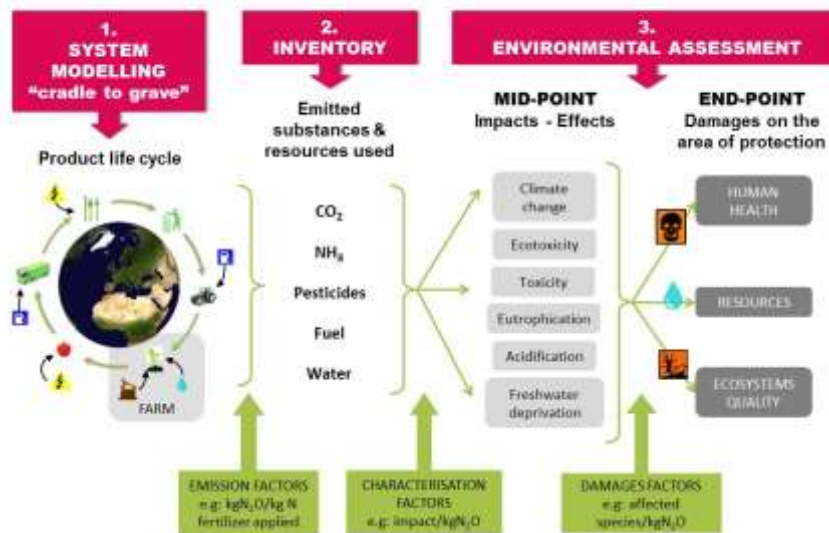 1.
SYSTEM
MODELLING
“cradle to grave”
2.
INVENTORY
3.
ENVIRONMENTAL ASSESSMENT
Product life cycle
FARM
Emitted
substances &
resources used
CO₂
NH₃
Pesticides
Fuel
Water
MID-POINT
Impacts - Effects
Climate
change
Ecotoxicity
Toxicity
Eutrophication
Acidification
Freshwater
deprivation
END-POINT
Damages on the
area of protection
HUMAN
HEALTH
RESOURCES
ECOSYSTEMS
QUALITY
EMISSION FACTORS
e.g: kgN₂O/kg N
fertilizer applied
CHARACTERISATION
FACTORS
e.g: impact/kgN₂O
DAMAGES FACTORS
e.g: affected
species/kgN₂O